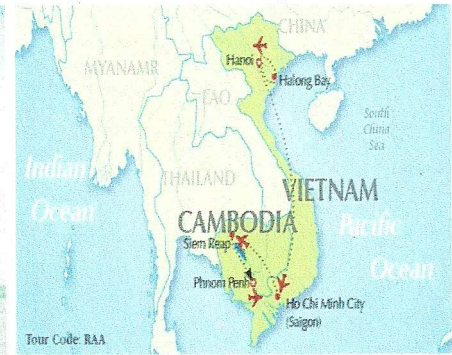 CHINA
MYANAMR
Hanoi
Halong Bay
LAO
South
China
Sea
Indian
Ocean
THAILAND
VIETNAM
CAMBODIA
Pacific
Ocean
Siem Reap
Phnom Penh
Ho Chi Minh City
(Saigon)
Tour Code: RAA